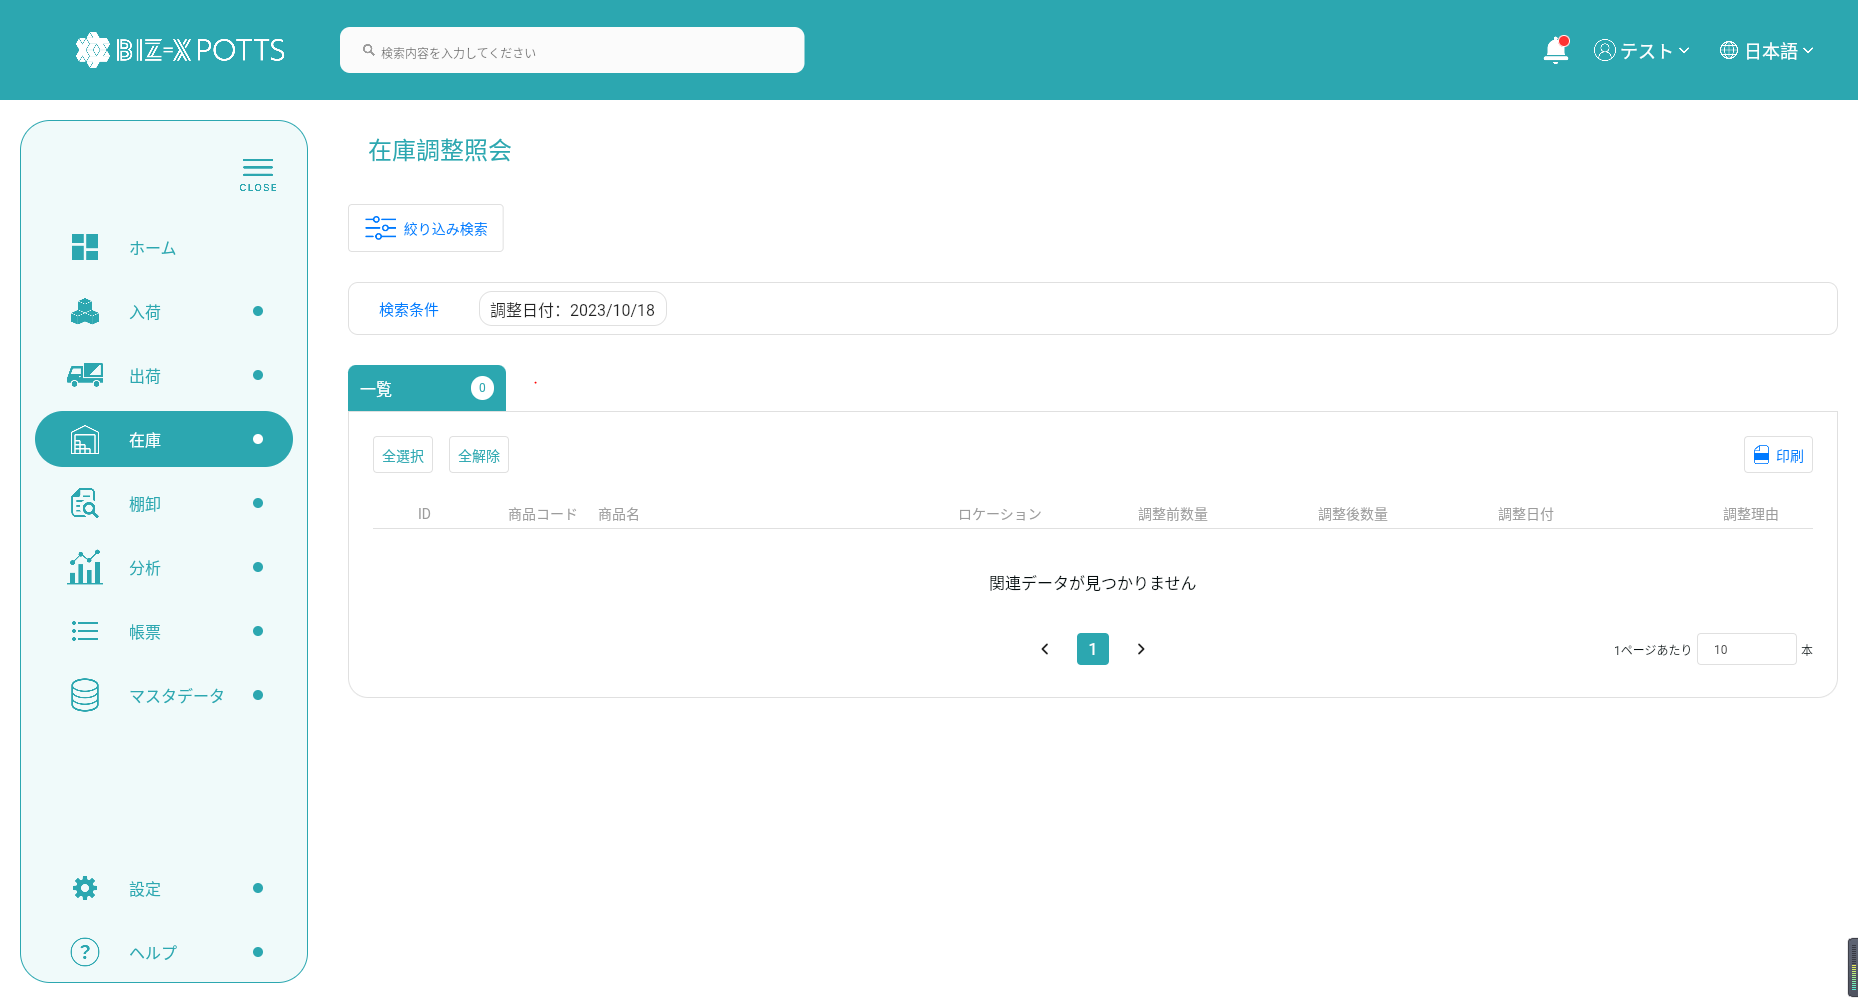 BIZ=X POTTS
検索内容を入力してください
テスト
日本語
CLOSE
ホーム
入荷
出荷
在庫
棚卸
分析
帳票
マスタデータ
設定
ヘルプ
在庫調整照会
絞り込み検索
検索条件
調整日付: 2023/10/18
一覧 0
全選択 全解除
印刷
ID 商品コード 商品名 ロケーション 調整前数量 調整後数量 調整日付 調整理由
関連データが見つかりません
1
1ページあたり 10 本